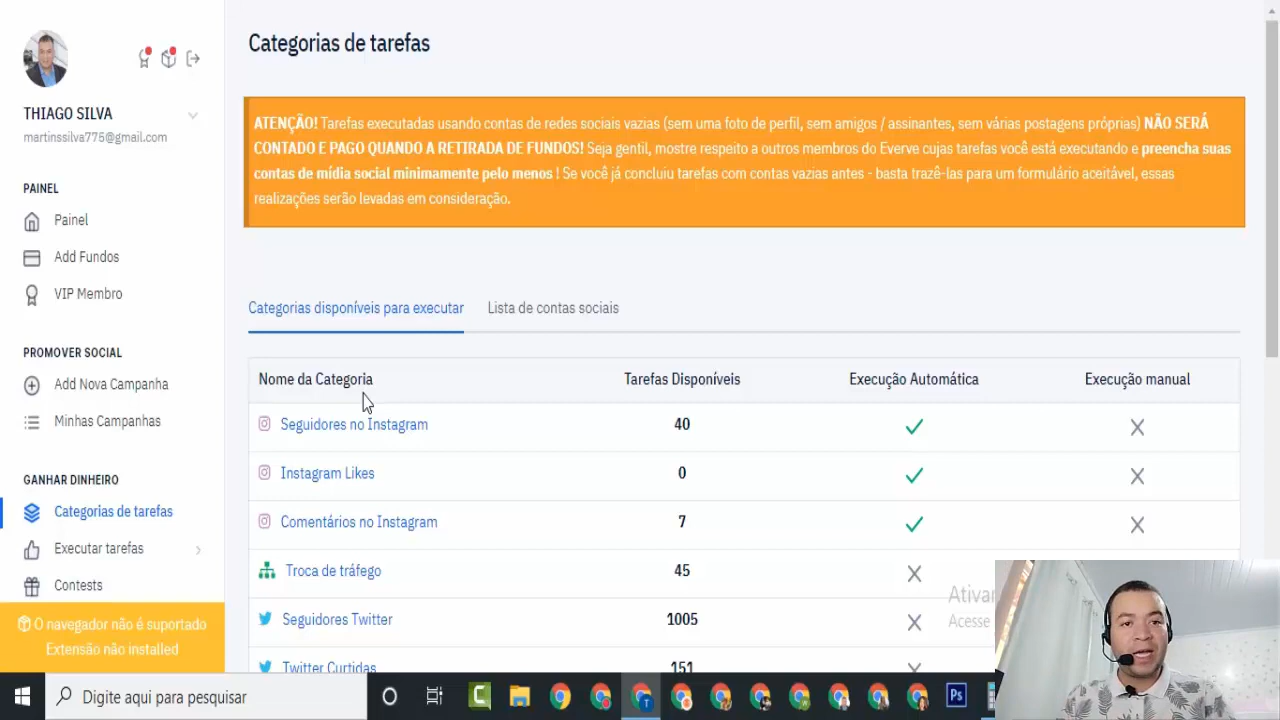 Categorias de tarefas
THIAGO SILVA
martinssilva775@gmail.com
ATENÇÃO! Tarefas executadas usando contas de redes sociais vazias (sem uma foto de perfil, sem amigos / assinantes, sem várias postagens próprias) NÃO SERÁ
CONTADO E PAGO QUANDO A RETIRADA DE FUNDOS! Seja gentil, mostre respeito a outros membros do Everve cujas tarefas você está executando e preencha suas
contas de mídia social minimamente pelo menos ! Se você já concluiu tarefas com contas vazias antes - basta trazê-las para um formulário aceitável, essas
realizações serão levadas em consideração.
PAINEL
Painel
Add Fundos
VIP Membro
PROMOVER SOCIAL
Add Nova Campanha
Minhas Campanhas
GANHAR DINHEIRO
Categorias de tarefas
Executar tarefas
Contests
O navegador não é suportado
Extensão não installed
Categorias disponíveis para executar Lista de contas sociais
Nome da Categoria Tarefas Disponíveis Execução Automática Execução manual
Seguidores no Instagram 40
Instagram Likes 0
Comentários no Instagram 7
Troca de tráfego 45
Seguidores Twitter 1005
Twitter Curtidas 151
Ativar
Acesse
Digite aqui para pesquisar
Ps